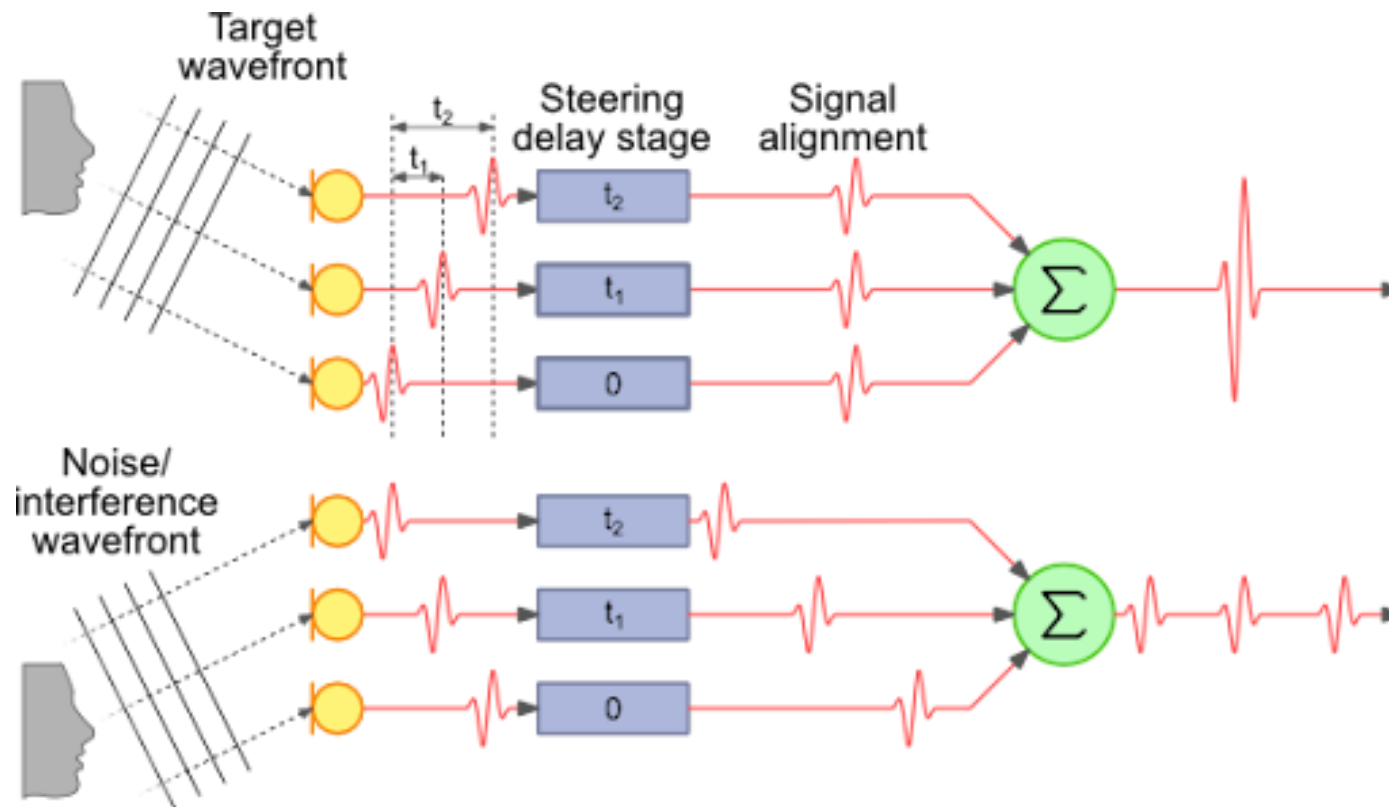 Target
wavefront
t₂
t₁
Steering
delay stage
Signal
alignment
t₂
t₁
0
Σ
Noise/
interference
wavefront
t₂
t₁
0
Σ